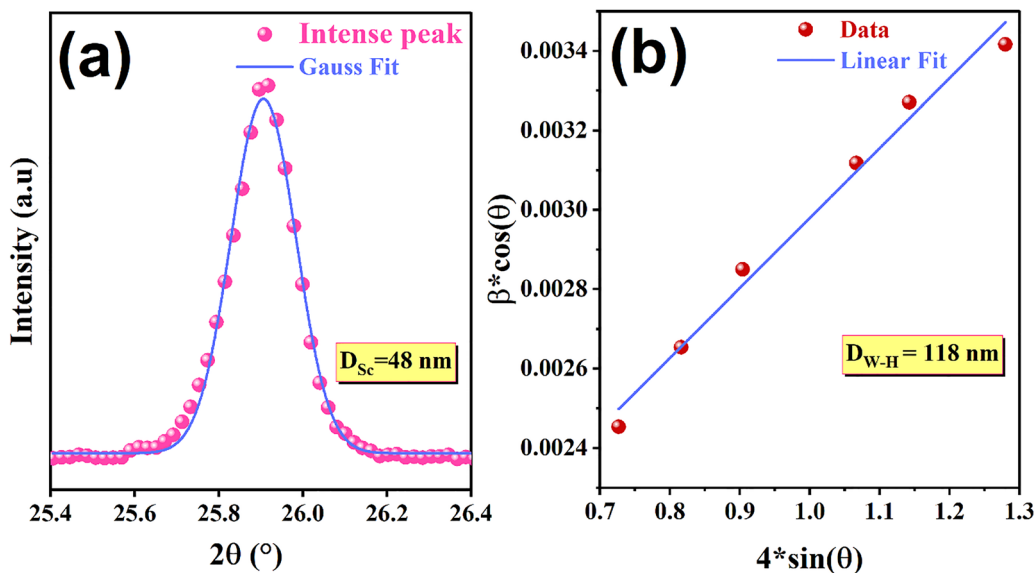 (a)
Intense peak
Gauss Fit
Intensity (a.u)
D_Sc=48 nm
25.4 25.6 25.8 26.0 26.2 26.4
2θ (°)
(b)
Data
Linear Fit
β*cos(θ)
0.0034
0.0032
0.0030
0.0028
0.0026
0.0024
D_W-H = 118 nm
0.7 0.8 0.9 1.0 1.1 1.2 1.3
4*sin(θ)